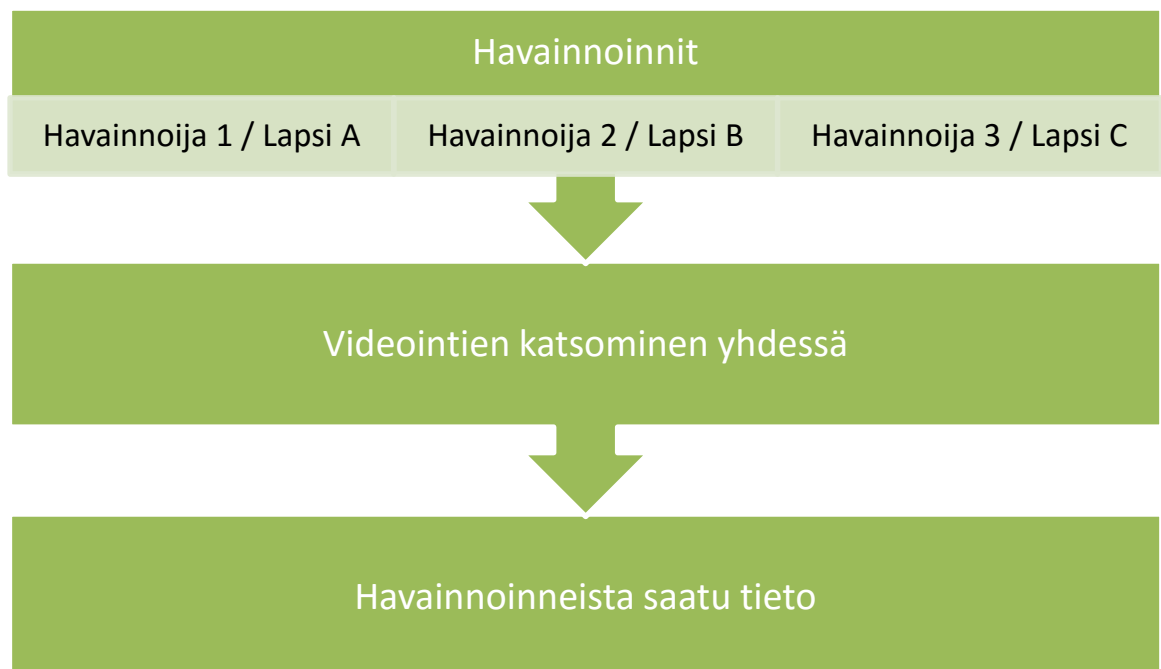 Havainnoinnit
Havainnoija 1 / Lapsi A
Havainnoija 2 / Lapsi B
Havainnoija 3 / Lapsi C
Videointien katsominen yhdessä
Havainnoinneista saatu tieto